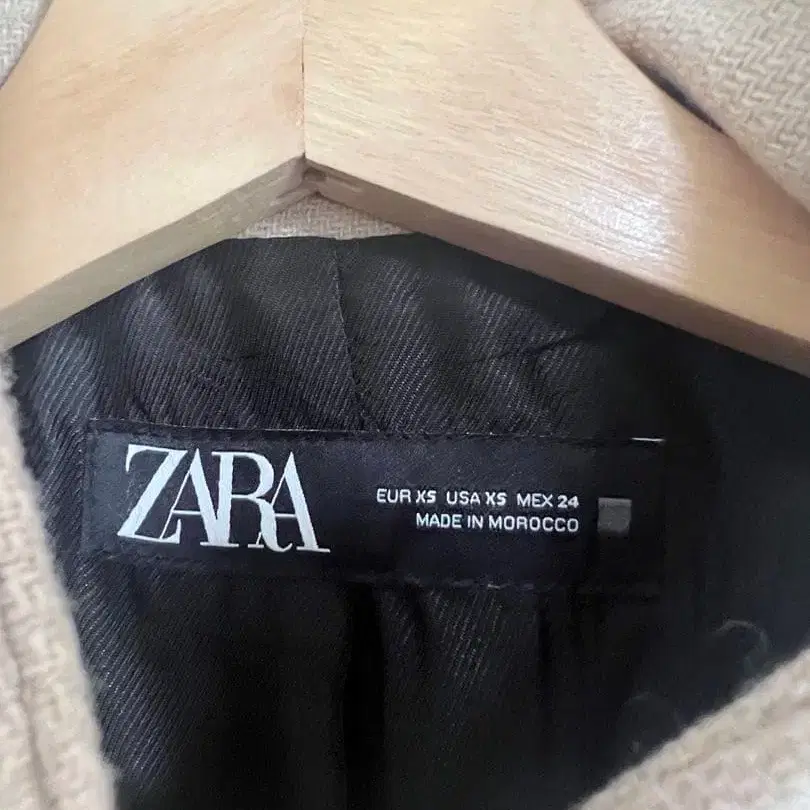 ZARA
EUR XS USA XS MEX 24
MADE IN MOROCCO